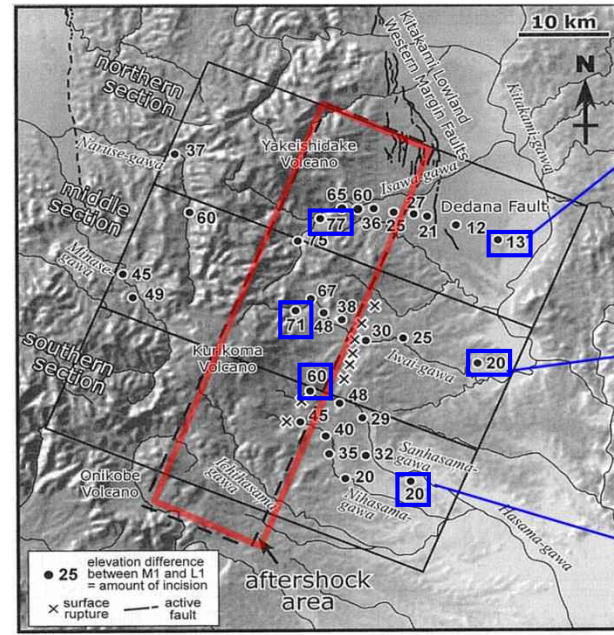 10 km
N
northern
section
middle
section
southern
section
Kitakami Lowland
Western Margin Faults
Kitakami-gawa
Naruse-gawa
37
Yakeishidake
Volcano
Isawa-gawa
Dedana Fault
60
65
60
77
36
25
27
21
12
13
75
Minase-
gawa
45
49
67
71
48
38
30
25
20
Iwai-gawa
Kurikoma
Volcano
60
48
45
29
40
35
32
20
20
Sanhasama-
gawa
Nihasama-
gawa
Ichihasama-
gawa
Hasama-gawa
Onikobe
Volcano
aftershock
area
25
elevation difference
between M1 and L1
= amount of incision
surface
rupture
active
fault